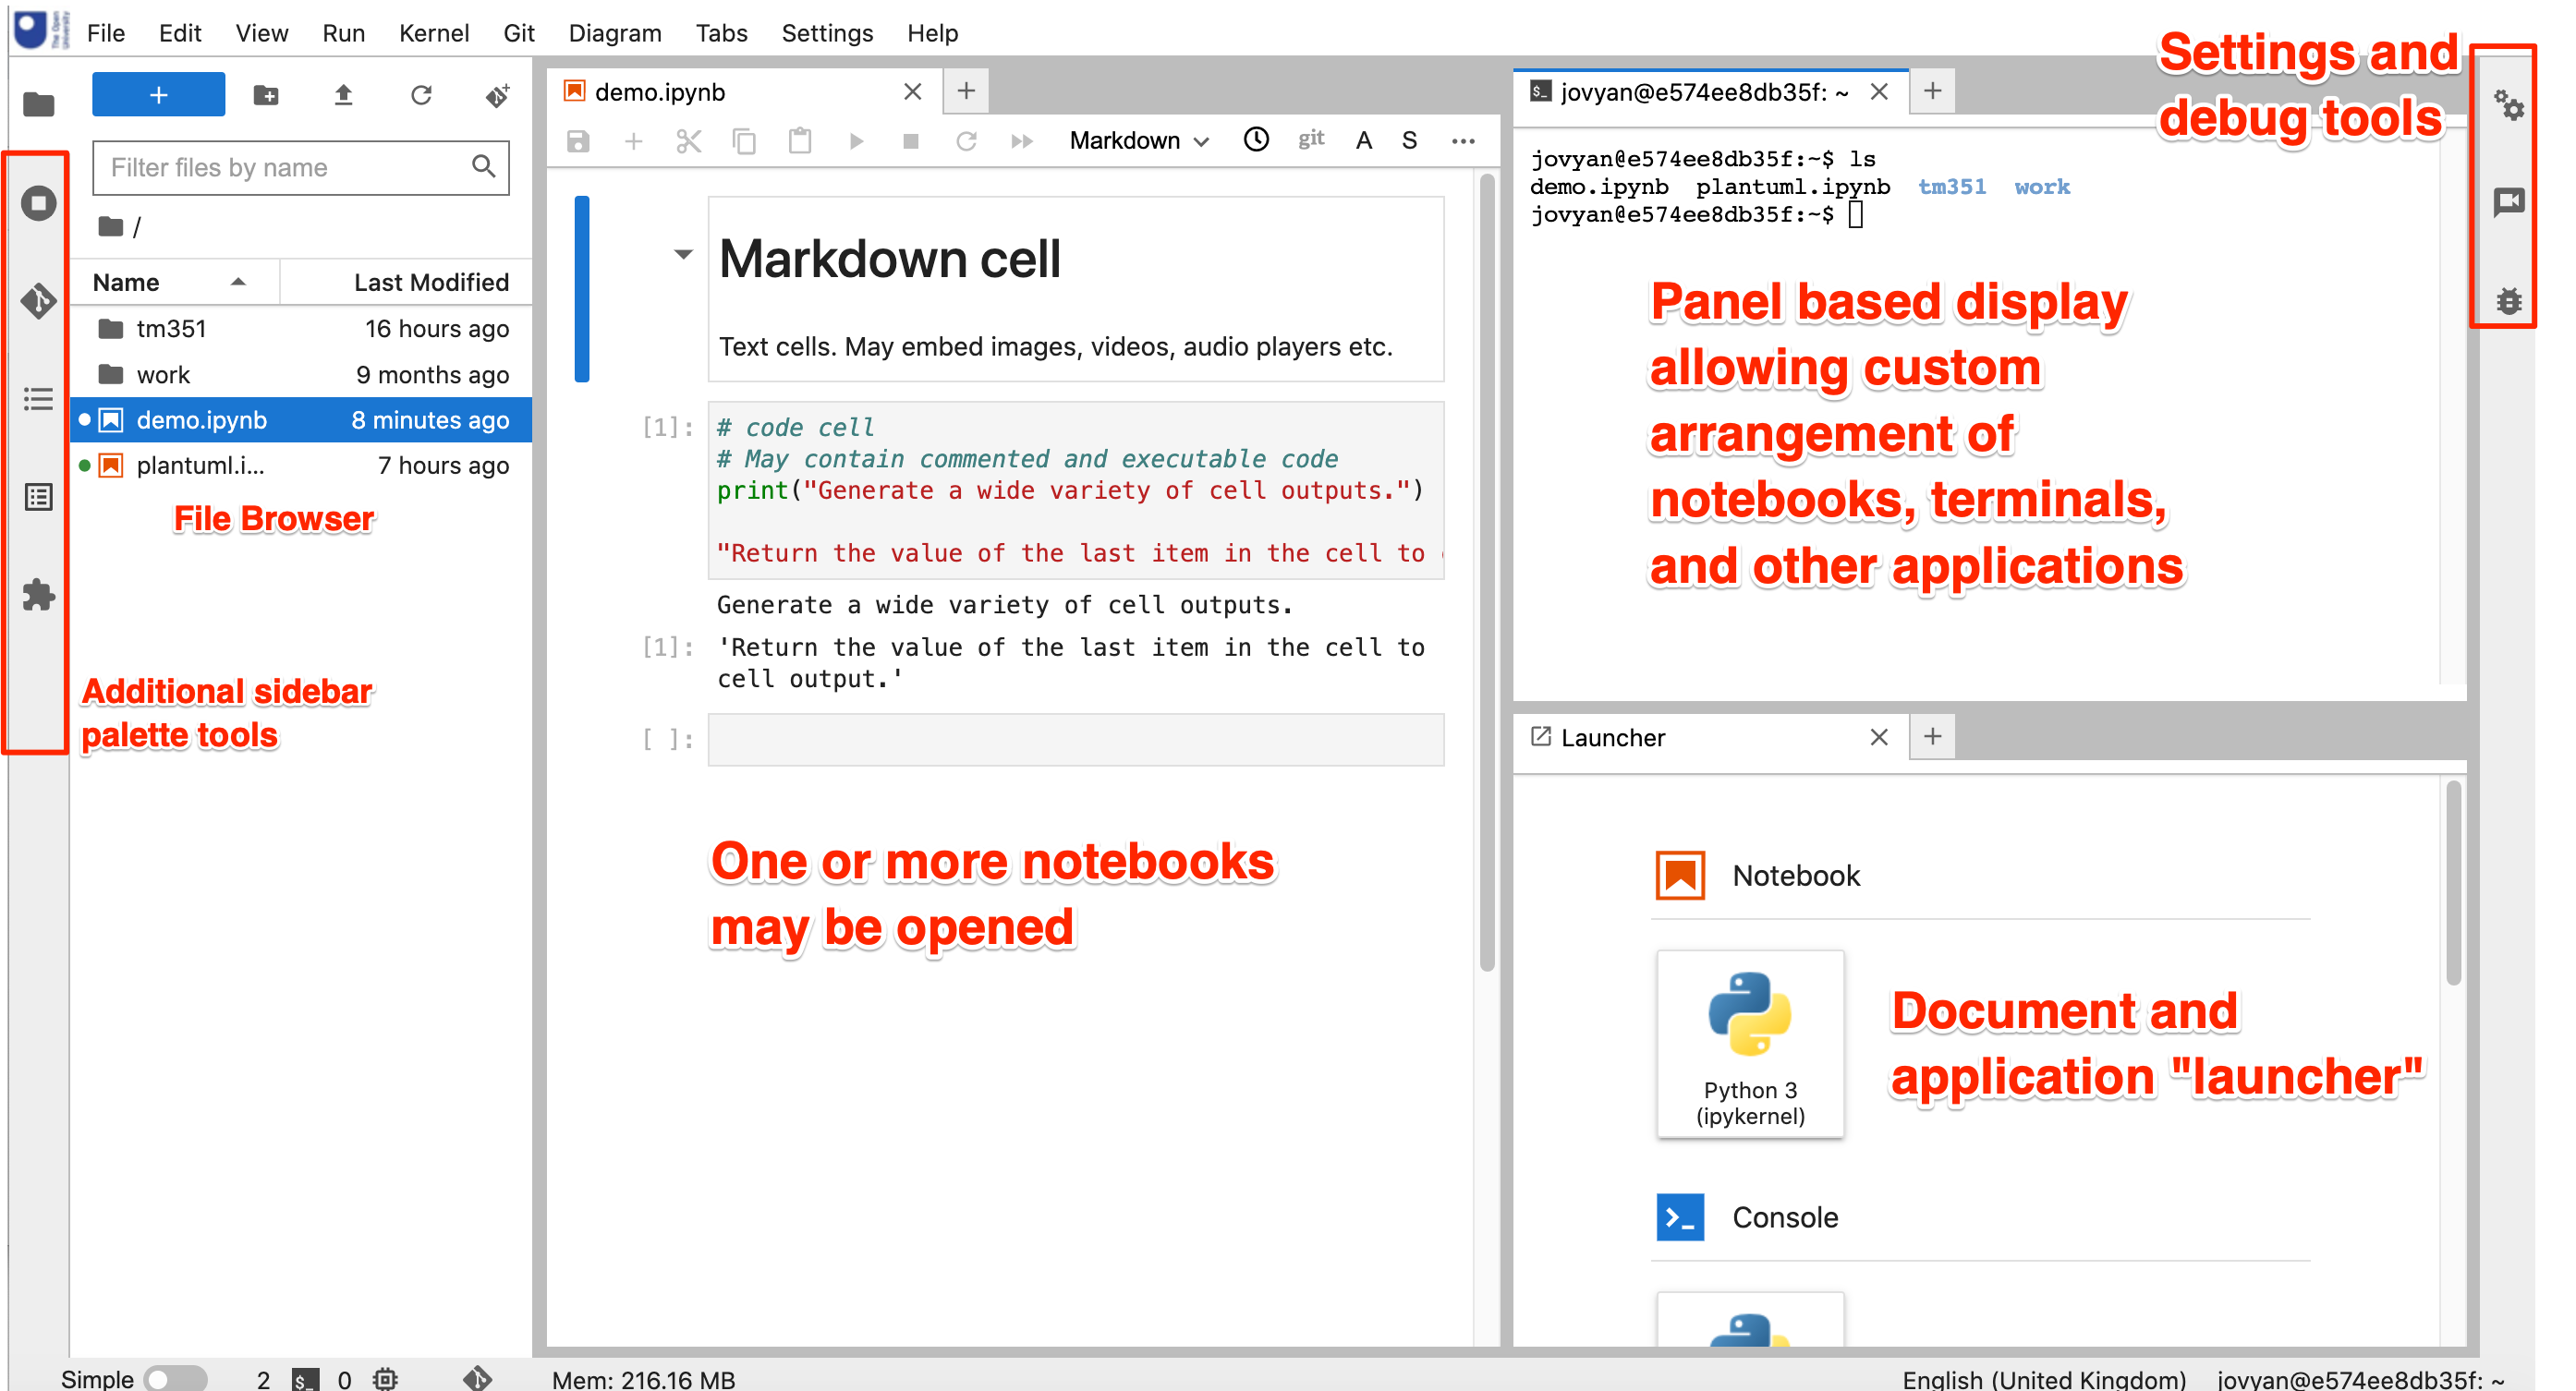 The Open
University
File Edit View Run Kernel Git Diagram Tabs Settings Help
Filter files by name
/
Name Last Modified
tm351 16 hours ago
work 9 months ago
demo.ipynb 8 minutes ago
plantuml.i... 7 hours ago
File Browser
Additional sidebar
palette tools
demo.ipynb
Markdown git A S ...
Markdown cell
Text cells. May embed images, videos, audio players etc.
[1]: # code cell
# May contain commented and executable code
print("Generate a wide variety of cell outputs.")
"Return the value of the last item in the cell to
Generate a wide variety of cell outputs.
[1]: 'Return the value of the last item in the cell to
cell output.'
[ ]:
One or more notebooks
may be opened
jovyan@e574ee8db35f: ~
Settings and
debug tools
jovyan@e574ee8db35f:~$ ls
demo.ipynb plantuml.ipynb tm351 work
jovyan@e574ee8db35f:~$
Panel based display
allowing custom
arrangement of
notebooks, terminals,
and other applications
Launcher
Notebook
Python 3
(ipykernel)
Document and
application "launcher"
Console
Simple 2 $_ 0 Mem: 216.16 MB English (United Kingdom) jovyan@e574ee8db35f: ~